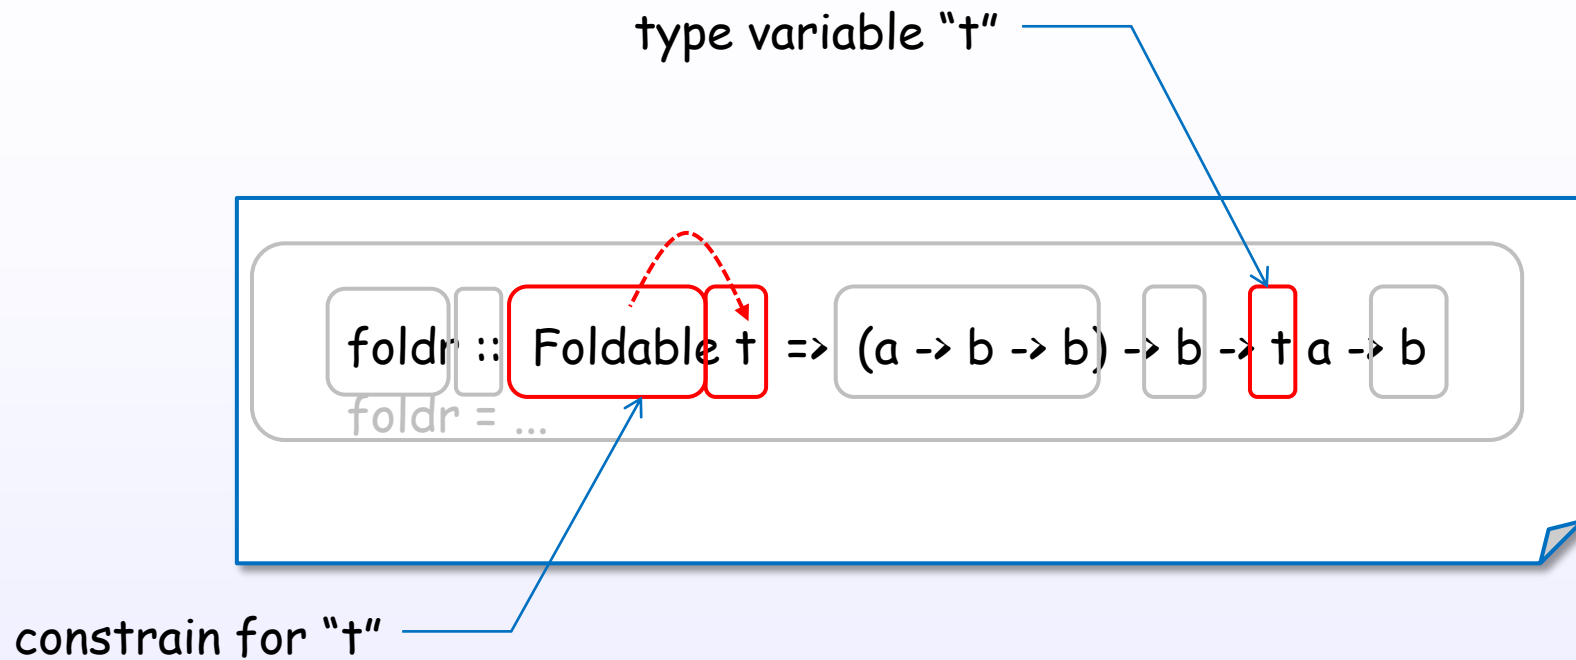 type variable “t”
foldr :: Foldable t => (a -> b -> b) -> b -> t a -> b
foldr = ...
constrain for “t”